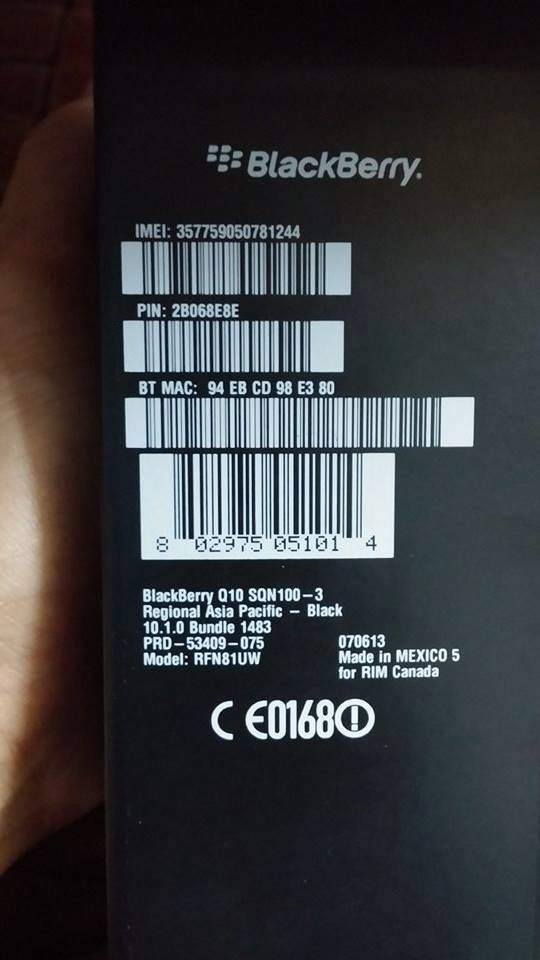 BlackBerry.
IMEI: 357759050781244
PIN: 2B068E8E
BT MAC: 94 EB CD 98 E3 80
8 02975 05101 4
BlackBerry Q10 SQN100-3
Regional Asia Pacific - Black
10.1.0 Bundle 1483
PRD-53409-075
Model: RFN81UW
070613
Made in MEXICO 5
for RIM Canada
CE0168